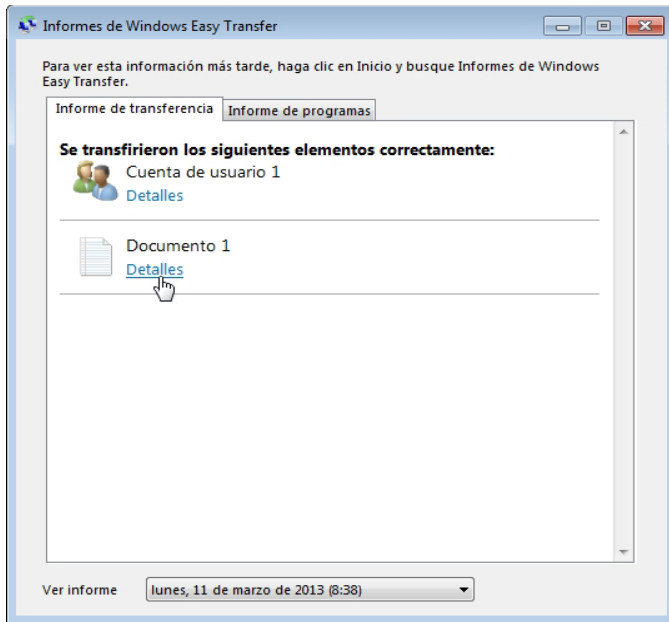 Informes de Windows Easy Transfer
Para ver esta información más tarde, haga clic en Inicio y busque Informes de Windows
Easy Transfer.
Informe de transferencia
Informe de programas
Se transfirieron los siguientes elementos correctamente:
Cuenta de usuario 1
Detalles
Documento 1
Detalles
Ver informe
lunes, 11 de marzo de 2013 (8:38)